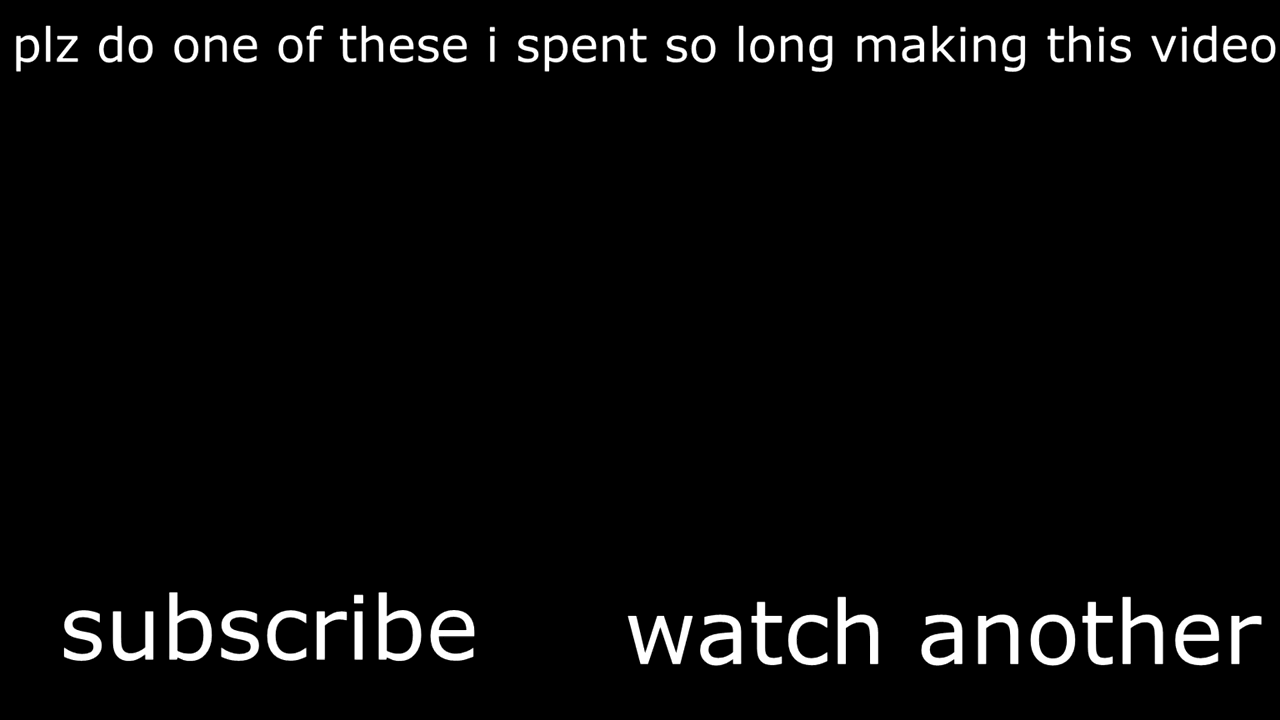 plz do one of these i spent so long making this video
subscribe
watch another